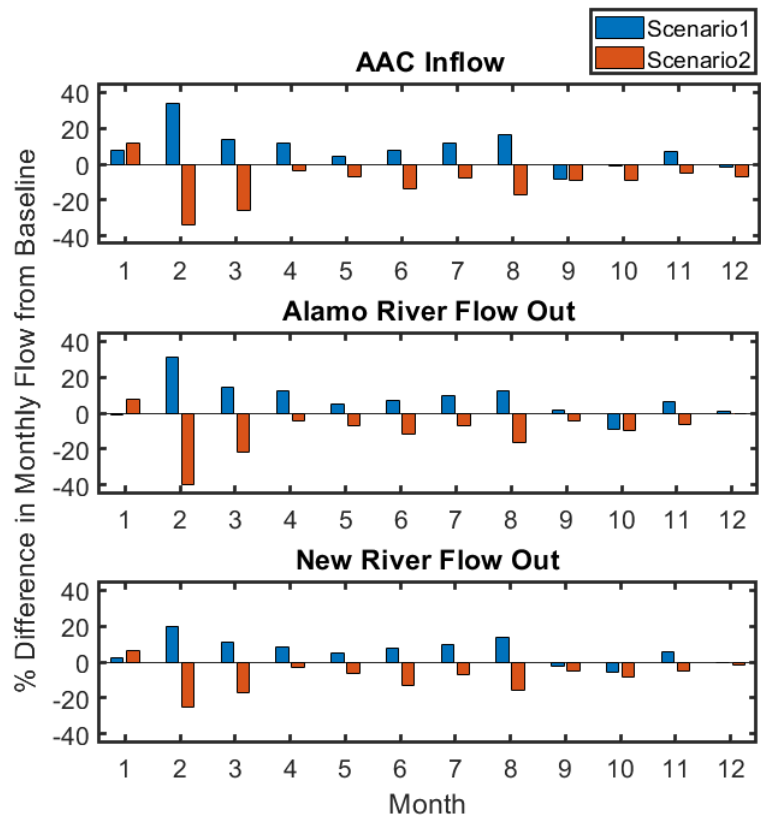 Scenario1
Scenario2
AAC Inflow
40
20
0
-20
-40
1 2 3 4 5 6 7 8 9 10 11 12
Alamo River Flow Out
40
20
0
-20
-40
1 2 3 4 5 6 7 8 9 10 11 12
New River Flow Out
40
20
0
-20
-40
1 2 3 4 5 6 7 8 9 10 11 12
Month
% Difference in Monthly Flow from Baseline